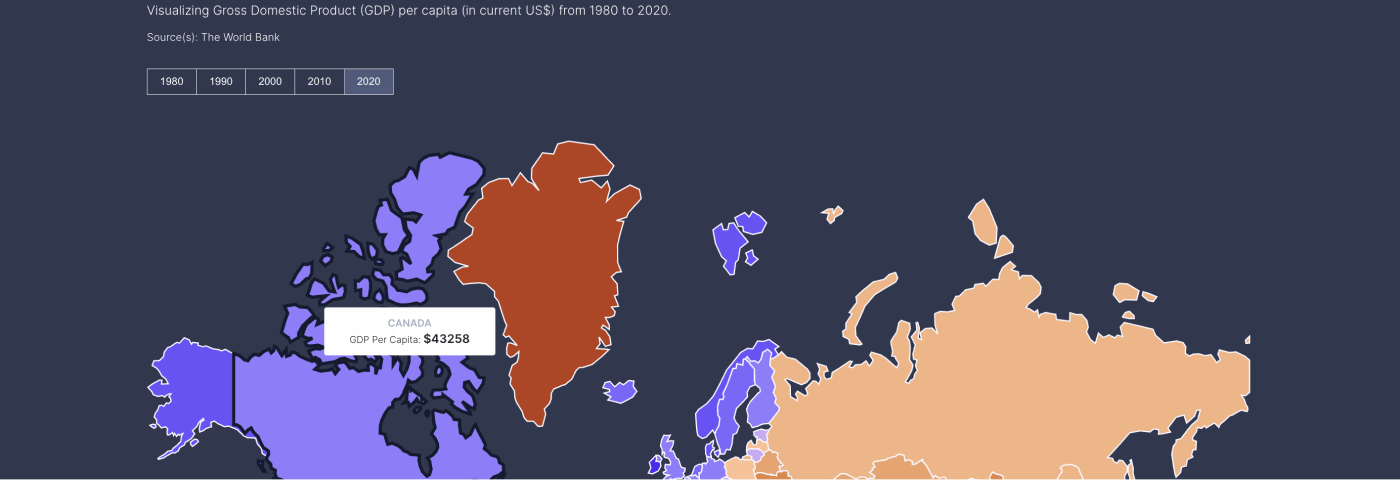 Visualizing Gross Domestic Product (GDP) per capita (in current US$) from 1980 to 2020.
Source(s): The World Bank
1980 1990 2000 2010 2020
CANADA
GDP Per Capita: $43258